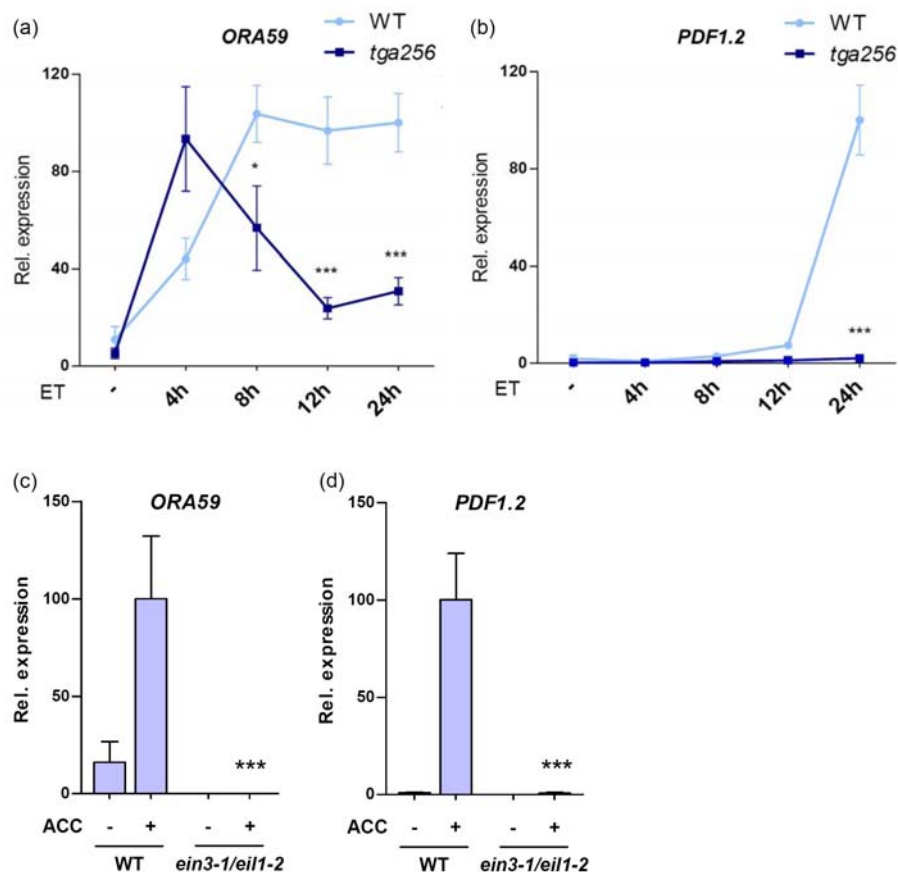 (a)
ORA59
WT
tga256
Rel. expression
120
80
40
0
*
***
***
ET
-
4h
8h
12h
24h
(b)
PDF1.2
WT
tga256
Rel. expression
120
80
40
0
***
ET
-
4h
8h
12h
24h
(c)
ORA59
Rel. expression
150
100
50
0
***
ACC - + - +
WT ein3-1/eil1-2
(d)
PDF1.2
Rel. expression
150
100
50
0
***
ACC - + - +
WT ein3-1/eil1-2